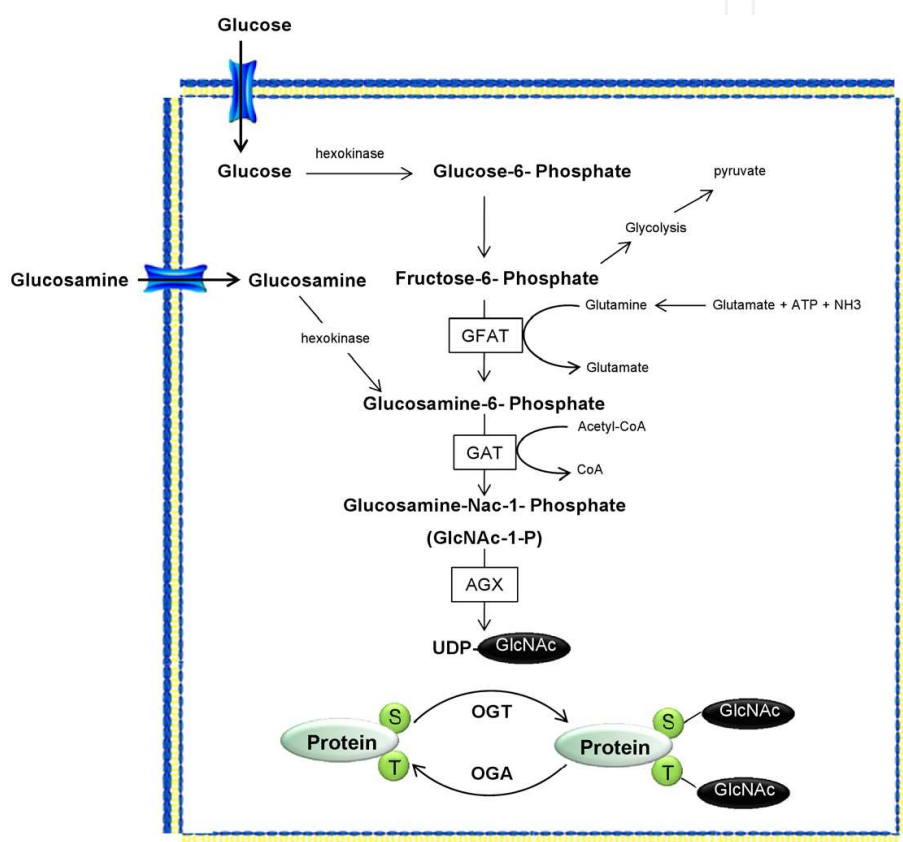 Glucose
Glucose
hexokinase
Glucose-6- Phosphate
pyruvate
Glycolysis
Glucosamine
Glucosamine
Fructose-6- Phosphate
hexokinase
GFAT
Glutamine
Glutamate + ATP + NH3
Glutamate
Glucosamine-6- Phosphate
GAT
Acetyl-CoA
CoA
Glucosamine-Nac-1- Phosphate
(GlcNAc-1-P)
AGX
UDP-GlcNAc
Protein
S
T
OGT
OGA
Protein
S
T
GlcNAc
GlcNAc